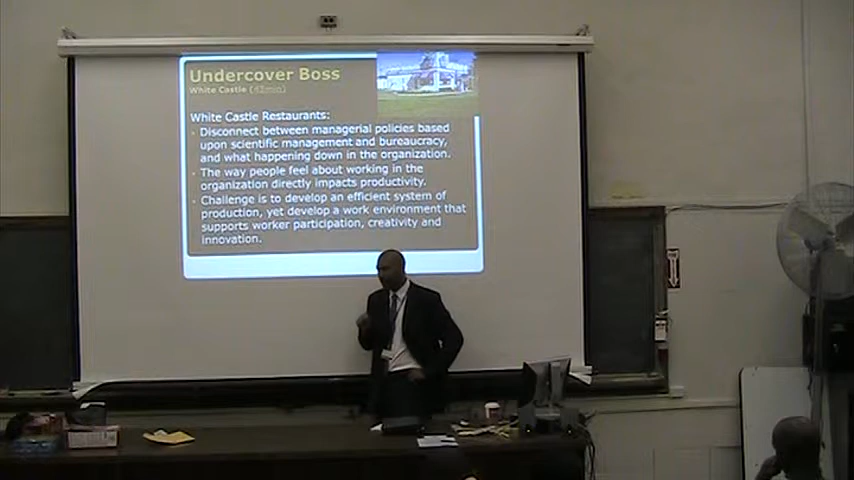 Undercover Boss
White Castle (42min)
White Castle Restaurants:
Disconnect between managerial policies based
upon scientific management and bureaucracy,
and what happening down in the organization.
The way people feel about working in the
organization directly impacts productivity.
Challenge is to develop an efficient system of
production, yet develop a work environment that
supports worker participation, creativity and
innovation.